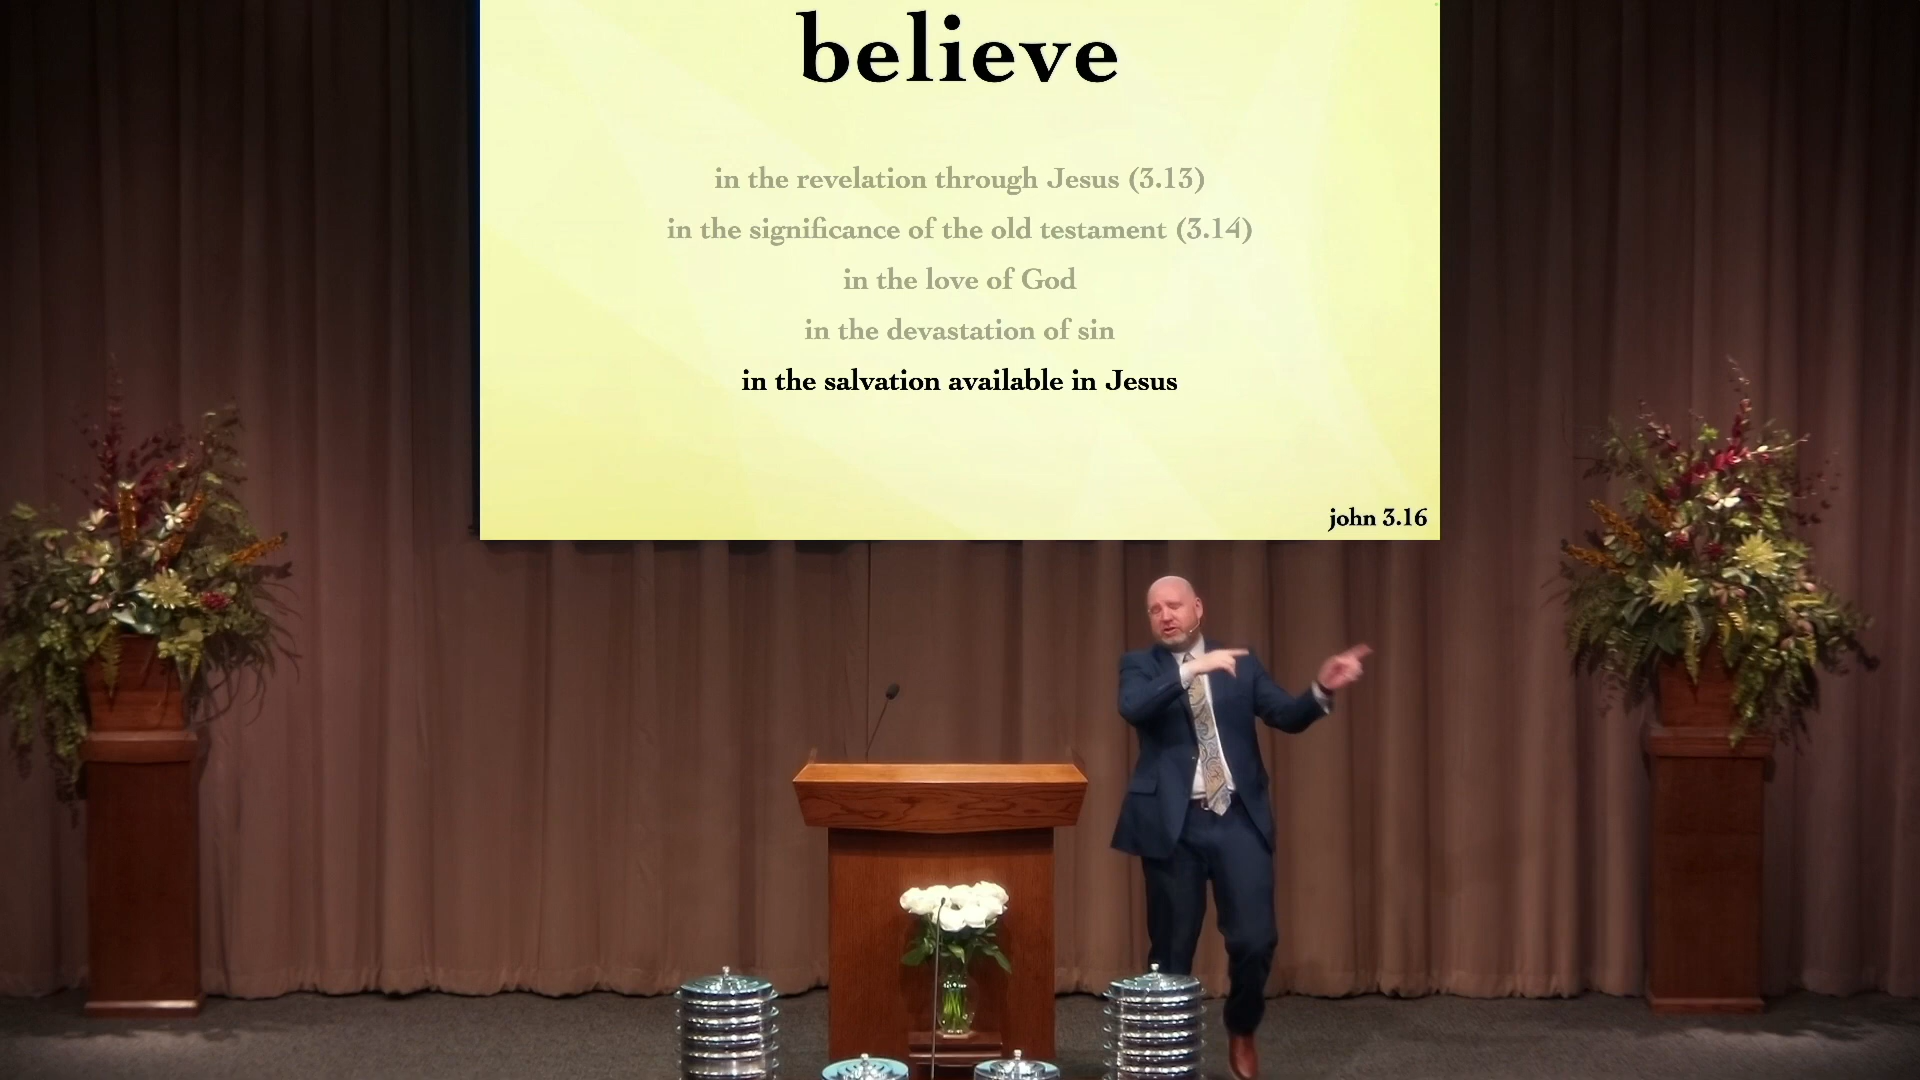 believe
in the revelation through Jesus (3.13)
in the significance of the old testament (3.14)
in the love of God
in the devastation of sin
in the salvation available in Jesus
john 3.16